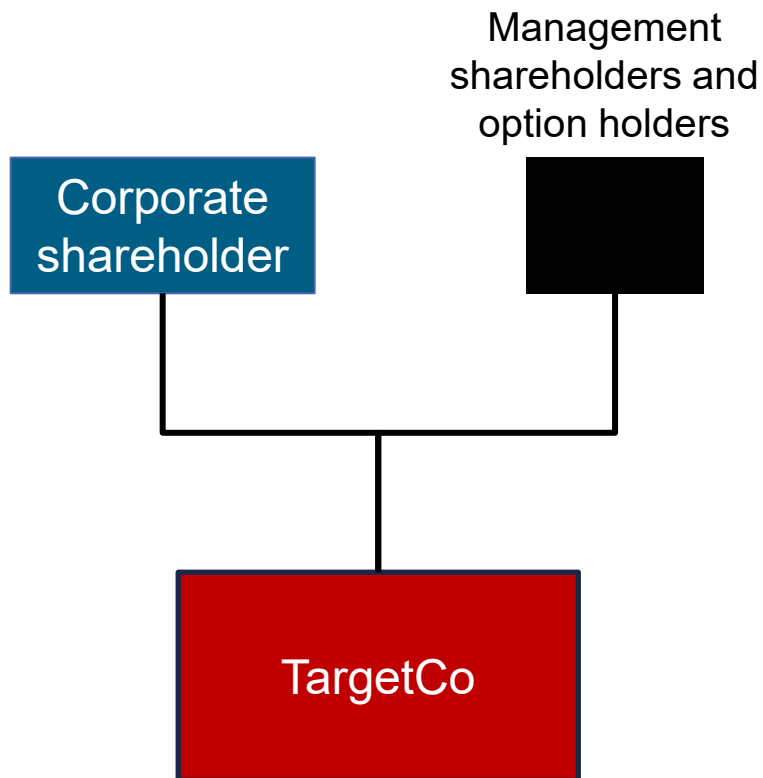 Management
shareholders and
option holders
Corporate
shareholder
TargetCo